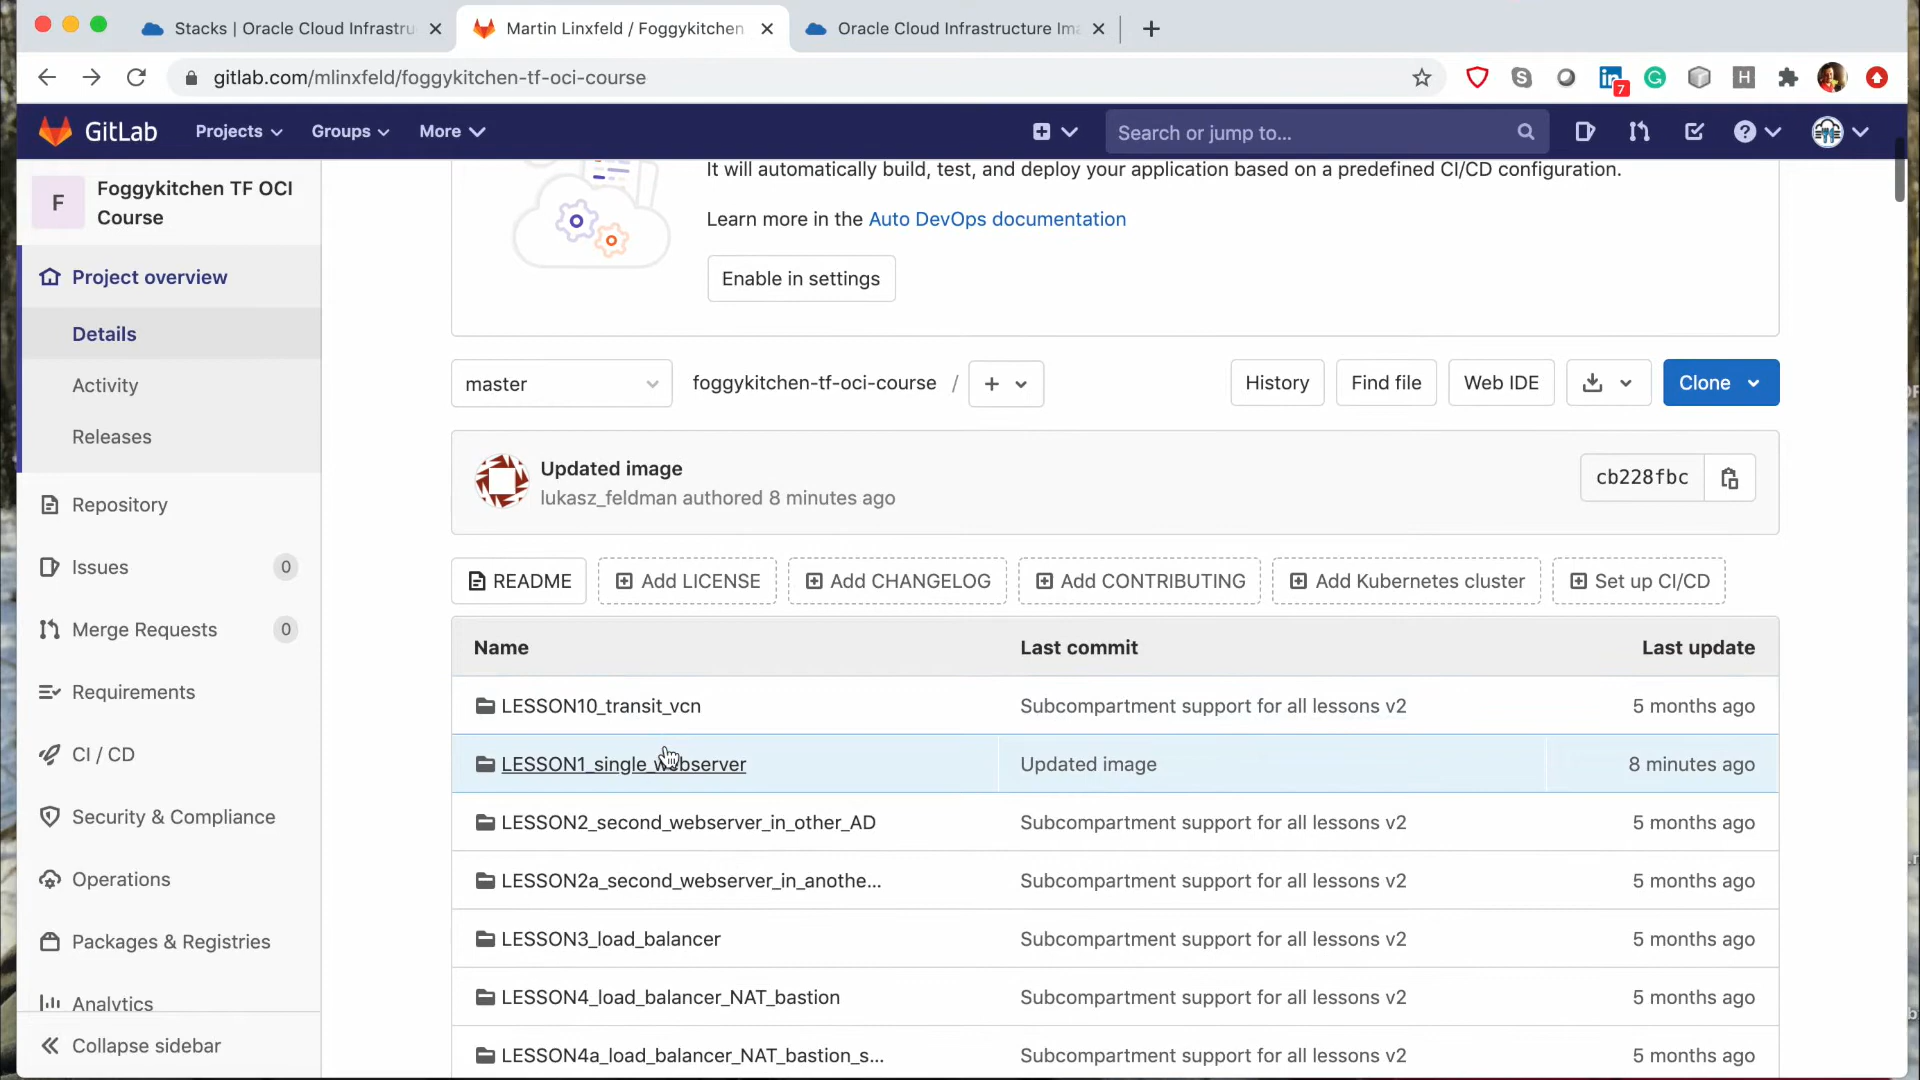 Stacks | Oracle Cloud Infrastru
Martin Linxfeld / Foggykitchen
Oracle Cloud Infrastructure Ima
gitlab.com/mlinxfeld/foggykitchen-tf-oci-course
7
H
GitLab
Projects
Groups
More
Search or jump to...
F
Foggykitchen TF OCI
Course
Project overview
Details
Activity
Releases
Repository
Issues 0
Merge Requests 0
Requirements
CI / CD
Security & Compliance
Operations
Packages & Registries
Analytics
Collapse sidebar
It will automatically build, test, and deploy your application based on a predefined CI/CD configuration.
Learn more in the Auto DevOps documentation
Enable in settings
master
foggykitchen-tf-oci-course /
History
Find file
Web IDE
Clone
Updated image
lukasz_feldman authored 8 minutes ago
cb228fbc
README
Add LICENSE
Add CHANGELOG
Add CONTRIBUTING
Add Kubernetes cluster
Set up CI/CD
Name Last commit Last update
LESSON10_transit_vcn Subcompartment support for all lessons v2 5 months ago
LESSON1_single_webserver Updated image 8 minutes ago
LESSON2_second_webserver_in_other_AD Subcompartment support for all lessons v2 5 months ago
LESSON2a_second_webserver_in_anothe... Subcompartment support for all lessons v2 5 months ago
LESSON3_load_balancer Subcompartment support for all lessons v2 5 months ago
LESSON4_load_balancer_NAT_bastion Subcompartment support for all lessons v2 5 months ago
LESSON4a_load_balancer_NAT_bastion_s... Subcompartment support for all lessons v2 5 months ago